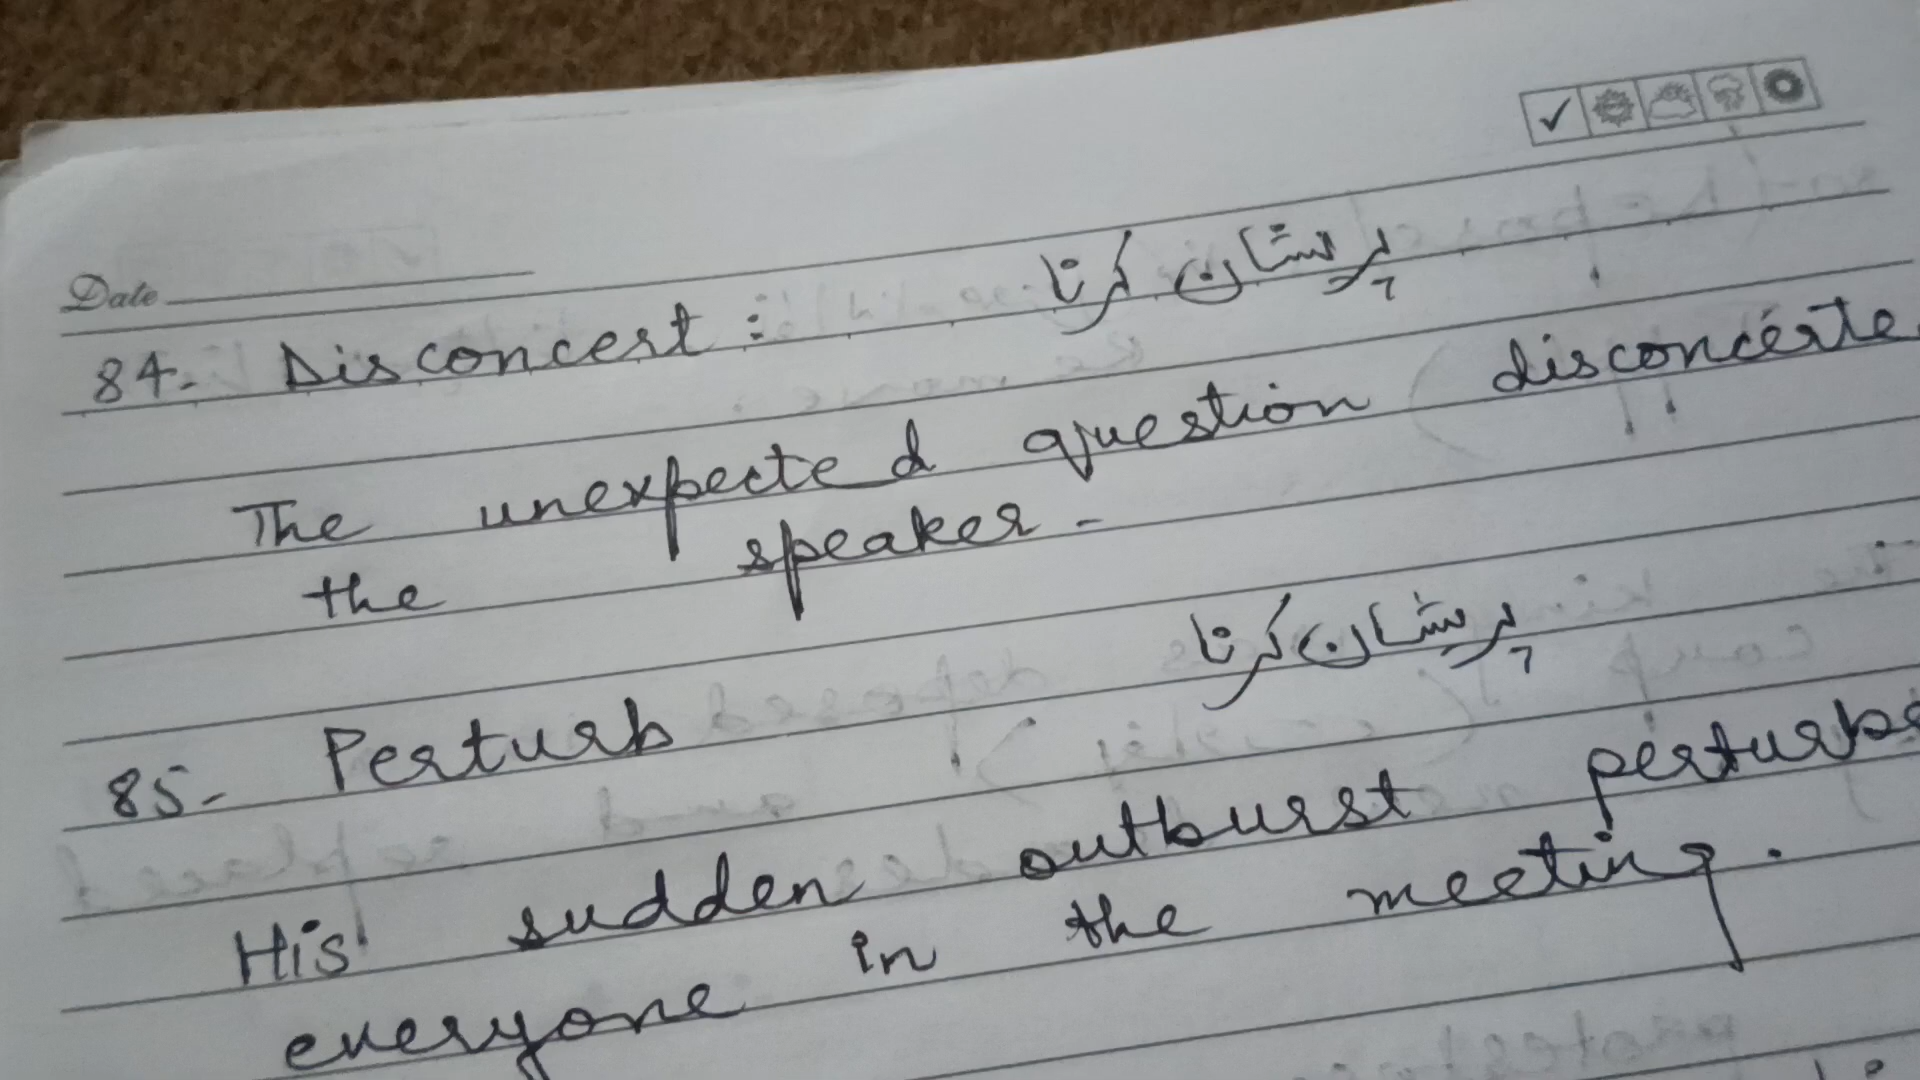 Date
84. Disconcert : پریشان کرنا
The unexpected question disconcerte
the speaker.
85. Perturb پریشان کرنا
His sudden outburst perturbe
everyone in the meeting.